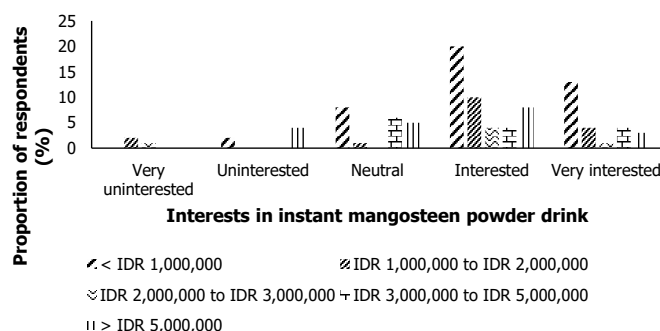 Proportion of respondents
(%)
25
20
15
10
5
0
Very
uninterested
Uninterested
Neutral
Interested
Very interested
Interests in instant mangosteen powder drink
< IDR 1,000,000
IDR 1,000,000 to IDR 2,000,000
IDR 2,000,000 to IDR 3,000,000
IDR 3,000,000 to IDR 5,000,000
> IDR 5,000,000